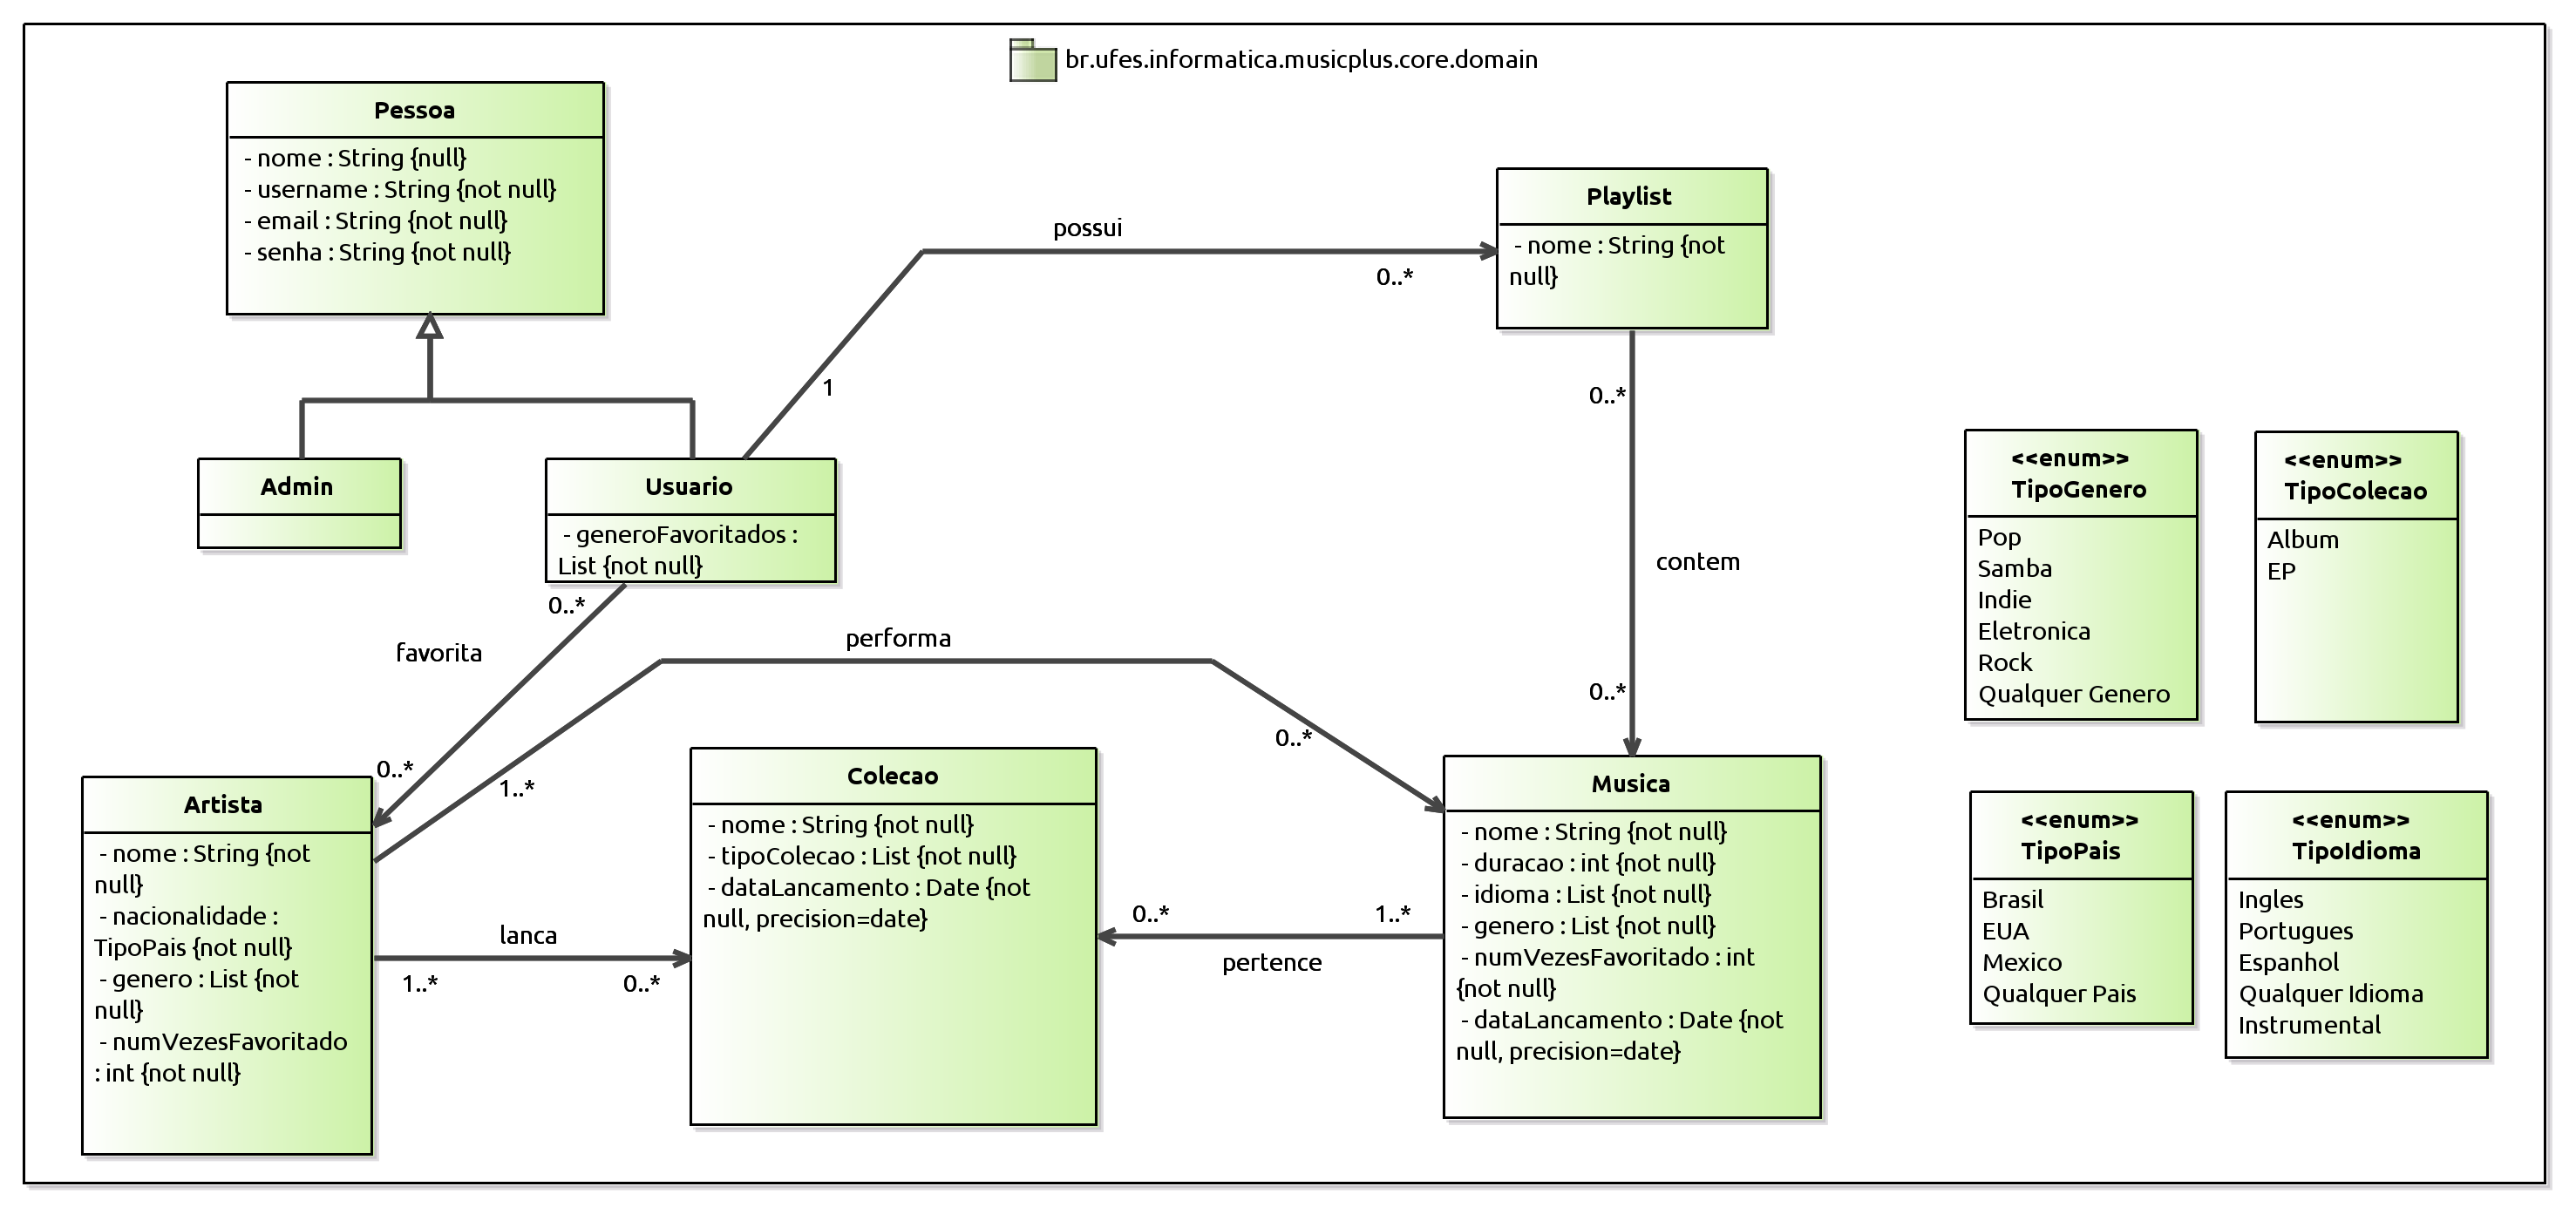 br.ufes.informatica.musicplus.core.domain
Pessoa
- nome : String {null}
- username : String {not null}
- email : String {not null}
- senha : String {not null}
Playlist
- nome : String {not
null}
possui
0..*
1
0..*
contem
0..*
Admin
Usuario
- generoFavoritados :
List {not null}
0..*
favorita
0..*
performa
1..*
0..*
Artista
- nome : String {not
null}
- nacionalidade :
TipoPais {not null}
- genero : List {not
null}
- numVezesFavoritado
: int {not null}
lanca
1..*
0..*
Colecao
- nome : String {not null}
- tipoColecao : List {not null}
- dataLancamento : Date {not
null, precision=date}
0..*
1..*
pertence
Musica
- nome : String {not null}
- duracao : int {not null}
- idioma : List {not null}
- genero : List {not null}
- numVezesFavoritado : int
{not null}
- dataLancamento : Date {not
null, precision=date}
<<enum>>
TipoGenero
Pop
Samba
Indie
Eletronica
Rock
Qualquer Genero
<<enum>>
TipoColecao
Album
EP
<<enum>>
TipoPais
Brasil
EUA
Mexico
Qualquer Pais
<<enum>>
TipoIdioma
Ingles
Portugues
Espanhol
Qualquer Idioma
Instrumental